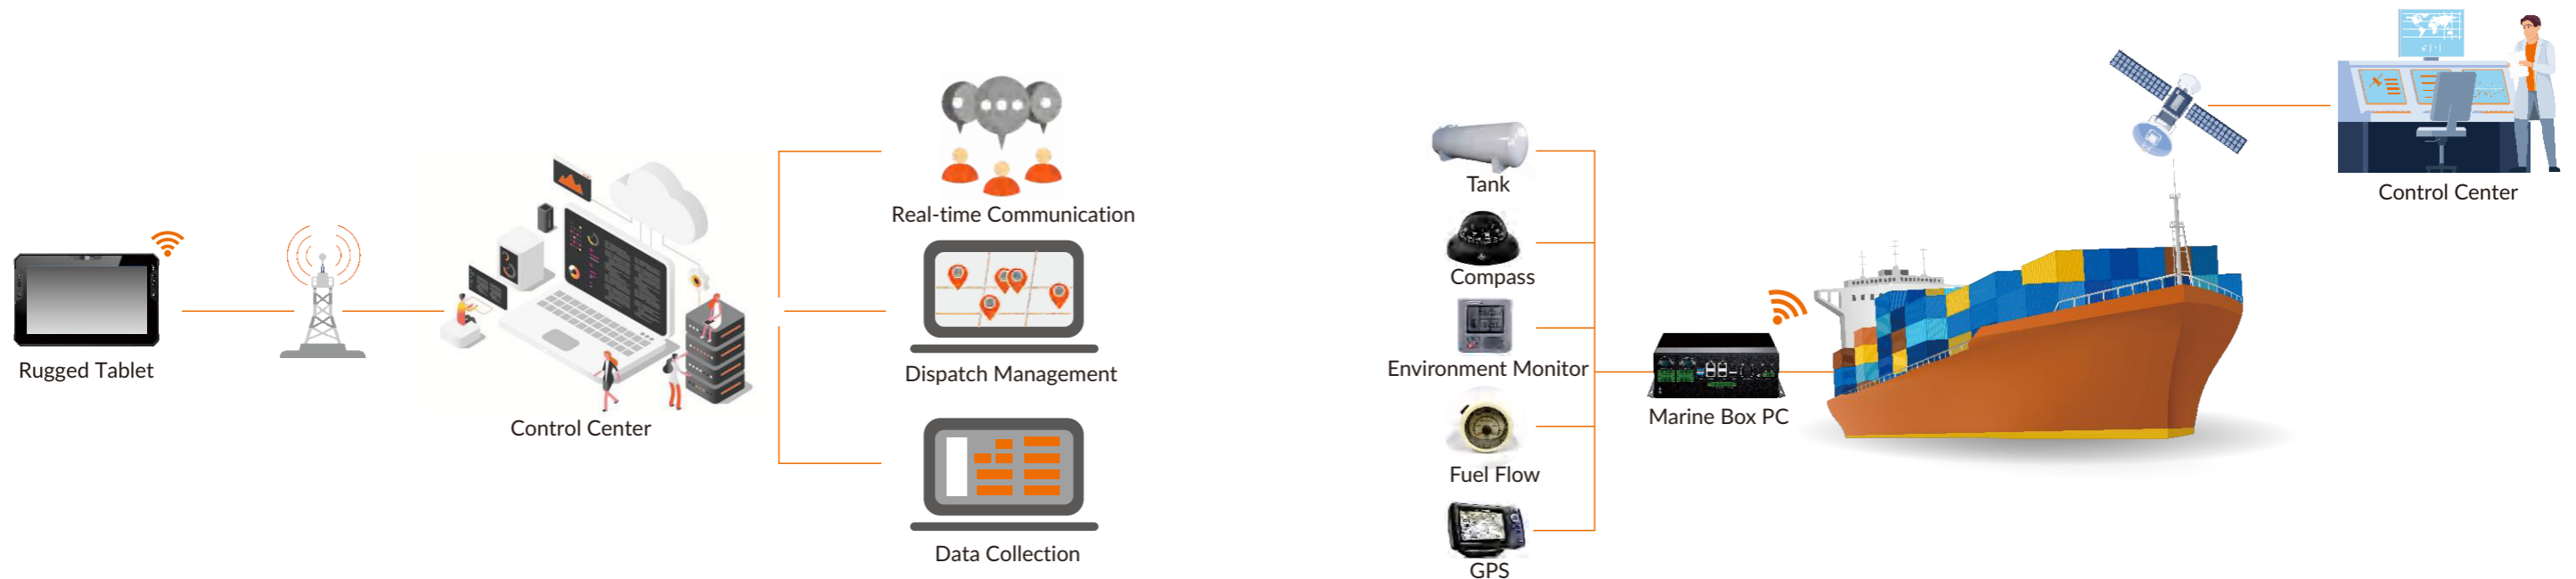 Rugged Tablet
Control Center
Real-time Communication
Dispatch Management
Data Collection
Tank
Compass
Environment Monitor
Fuel Flow
GPS
Marine Box PC
Control Center